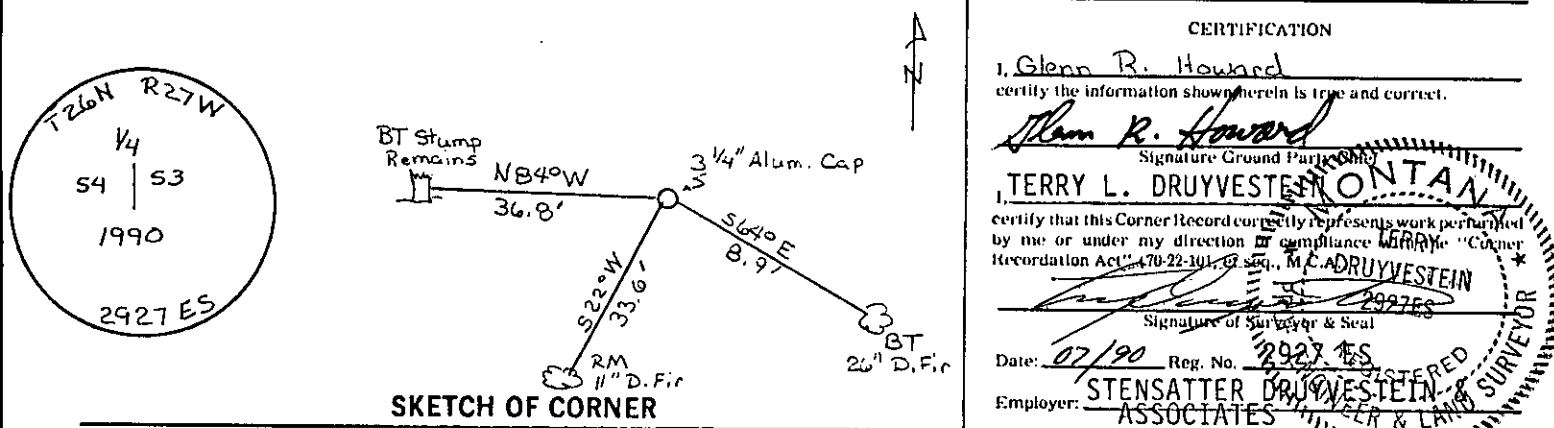 T26N R27W
1/4
S4 | S3
1990
2927 ES
N
BT Stump
Remains
N84°W
36.8'
3 1/4" Alum. Cap
S64°E
8.9'
S22°W
33.6'
RM
11" D.Fir
BT
26" D.Fir
SKETCH OF CORNER
CERTIFICATION
I, Glenn R. Howard
certify the information shown herein is true and correct.
Glenn R. Howard
Signature Ground Party Chief
I, TERRY L. DRUYVESTEIN
certify that this Corner Record correctly represents work performed
by me or under my direction in compliance with the "Corner
Recordation Act", 70-22-101, et seq., M.C.A.
Signature of Surveyor & Seal
Date: 07/90 Reg. No. 2927 ES
Employer: STENSATTER DRUYVESTEIN &
ASSOCIATES
MONTANA
TERRY
DRUYVESTEIN
2927ES
REGISTERED
ENGINEER & LAND SURVEYOR